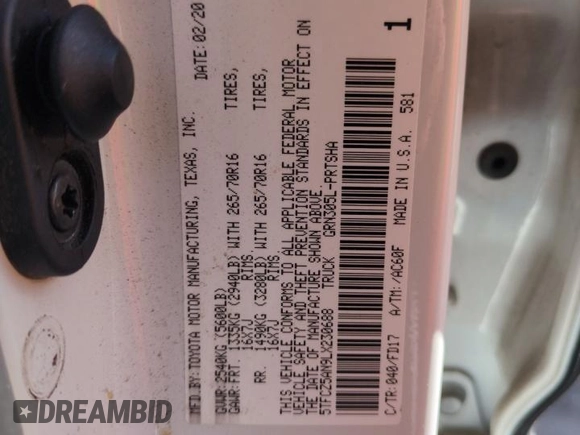 MFD.BY:TOYOTA MOTOR MANUFACTURING, TEXAS, INC. DATE: 02/20
GVWR 2540KG (5600LB)
GAWR:FRT 1335KG (2940LB) WITH 265/70R16 TIRES,
16X7J RIMS
RR. 1490KG (3280LB) WITH 265/70R16 TIRES,
16X7J RIMS
THIS VEHICLE CONFORMS TO ALL APPLICABLE FEDERAL MOTOR
VEHICLE SAFETY AND THEFT PREVENTION STANDARDS IN EFFECT ON
THE DATE OF MANUFACTURE SHOWN ABOVE.
5TFCZ5AN9LX230688 TRUCK GRN305L-PRTSHA
581
C/TR:040/FD17 A/TM:/AC60F MADE IN U.S.A.
1
DREAMBID
DREAMBID